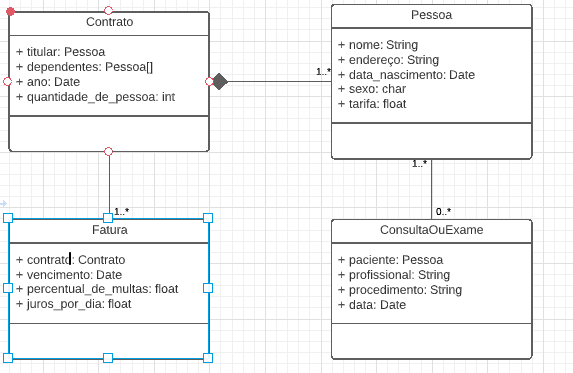 Contrato
+ titular: Pessoa
+ dependentes: Pessoa[]
+ ano: Date
+ quantidade_de_pessoa: int
1..*
Pessoa
+ nome: String
+ endereço: String
+ data_nascimento: Date
+ sexo: char
+ tarifa: float
1..*
1..*
0..*
Fatura
+ contrato: Contrato
+ vencimento: Date
+ percentual_de_multas: float
+ juros_por_dia: float
ConsultaOuExame
+ paciente: Pessoa
+ profissional: String
+ procedimento: String
+ data: Date